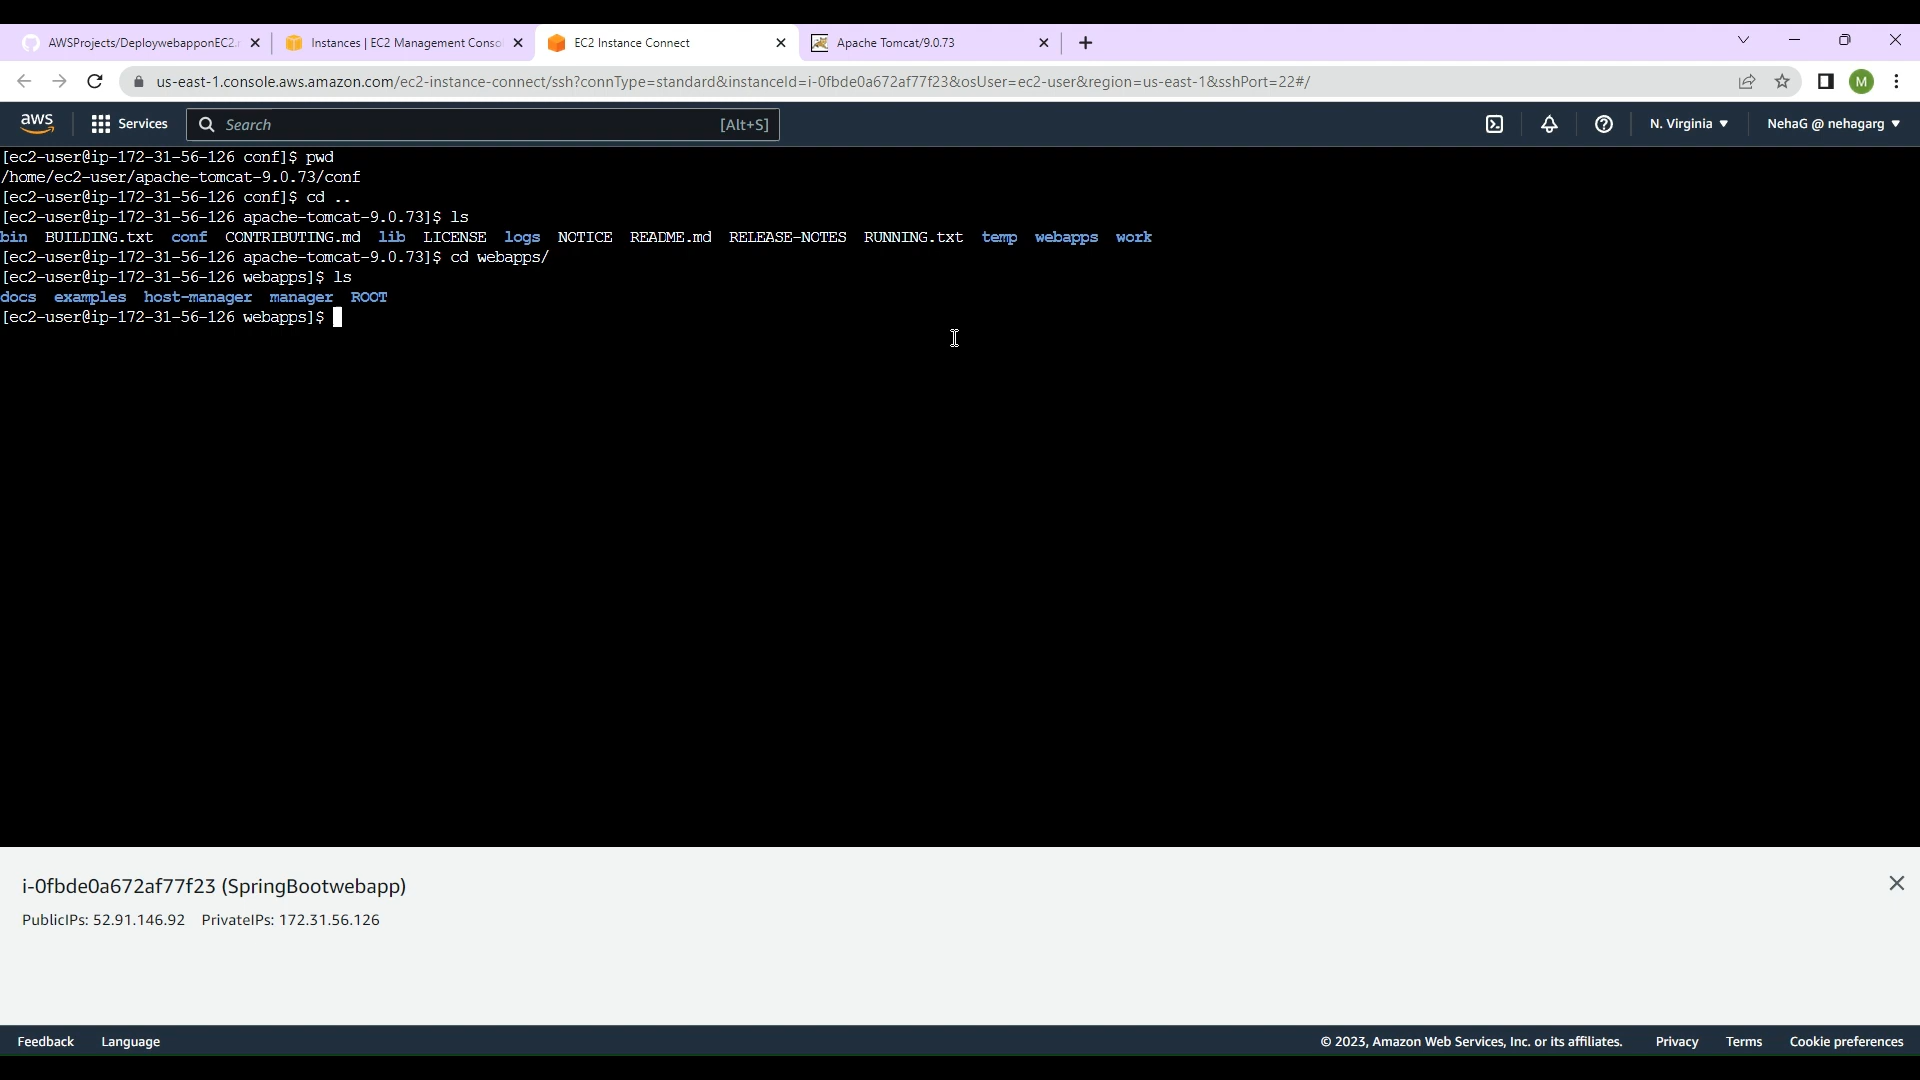 AWSProjects/DeploywebapponEC2.
Instances | EC2 Management Conso
EC2 Instance Connect
Apache Tomcat/9.0.73
us-east-1.console.aws.amazon.com/ec2-instance-connect/ssh?connType=standard&instanceId=i-0fbde0a672af77f23&osUser=ec2-user&region=us-east-1&sshPort=22#/
M
aws
Services
Search
[Alt+S]
N. Virginia
NehaG @ nehagarg
[ec2-user@ip-172-31-56-126 conf]$ pwd
/home/ec2-user/apache-tomcat-9.0.73/conf
[ec2-user@ip-172-31-56-126 conf]$ cd ..
[ec2-user@ip-172-31-56-126 apache-tomcat-9.0.73]$ ls
bin BUILDING.txt conf CONTRIBUTING.md lib LICENSE logs NOTICE README.md RELEASE-NOTES RUNNING.txt temp webapps work
[ec2-user@ip-172-31-56-126 apache-tomcat-9.0.73]$ cd webapps/
[ec2-user@ip-172-31-56-126 webapps]$ ls
docs examples host-manager manager ROOT
[ec2-user@ip-172-31-56-126 webapps]$
i-0fbde0a672af77f23 (SpringBootwebapp)
PublicIPs: 52.91.146.92 PrivateIPs: 172.31.56.126
Feedback
Language
© 2023, Amazon Web Services, Inc. or its affiliates.
Privacy
Terms
Cookie preferences